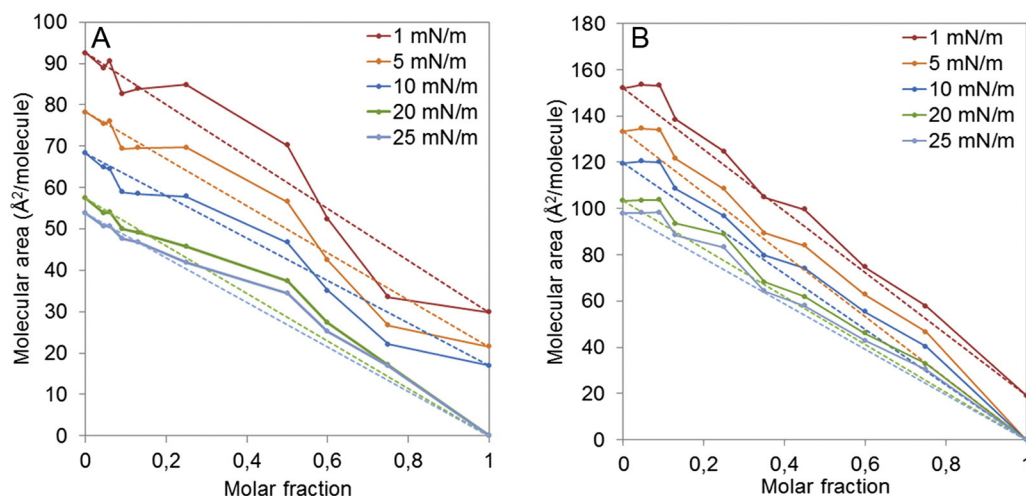 A
100
90
80
70
60
50
40
30
20
10
0
Molecular area (Å²/molecule)
1 mN/m
5 mN/m
10 mN/m
20 mN/m
25 mN/m
0 0,2 0,4 0,6 0,8 1
Molar fraction
B
180
160
140
120
100
80
60
40
20
0
Molecular area (Å²/molecule)
1 mN/m
5 mN/m
10 mN/m
20 mN/m
25 mN/m
0 0,2 0,4 0,6 0,8 1
Molar fraction